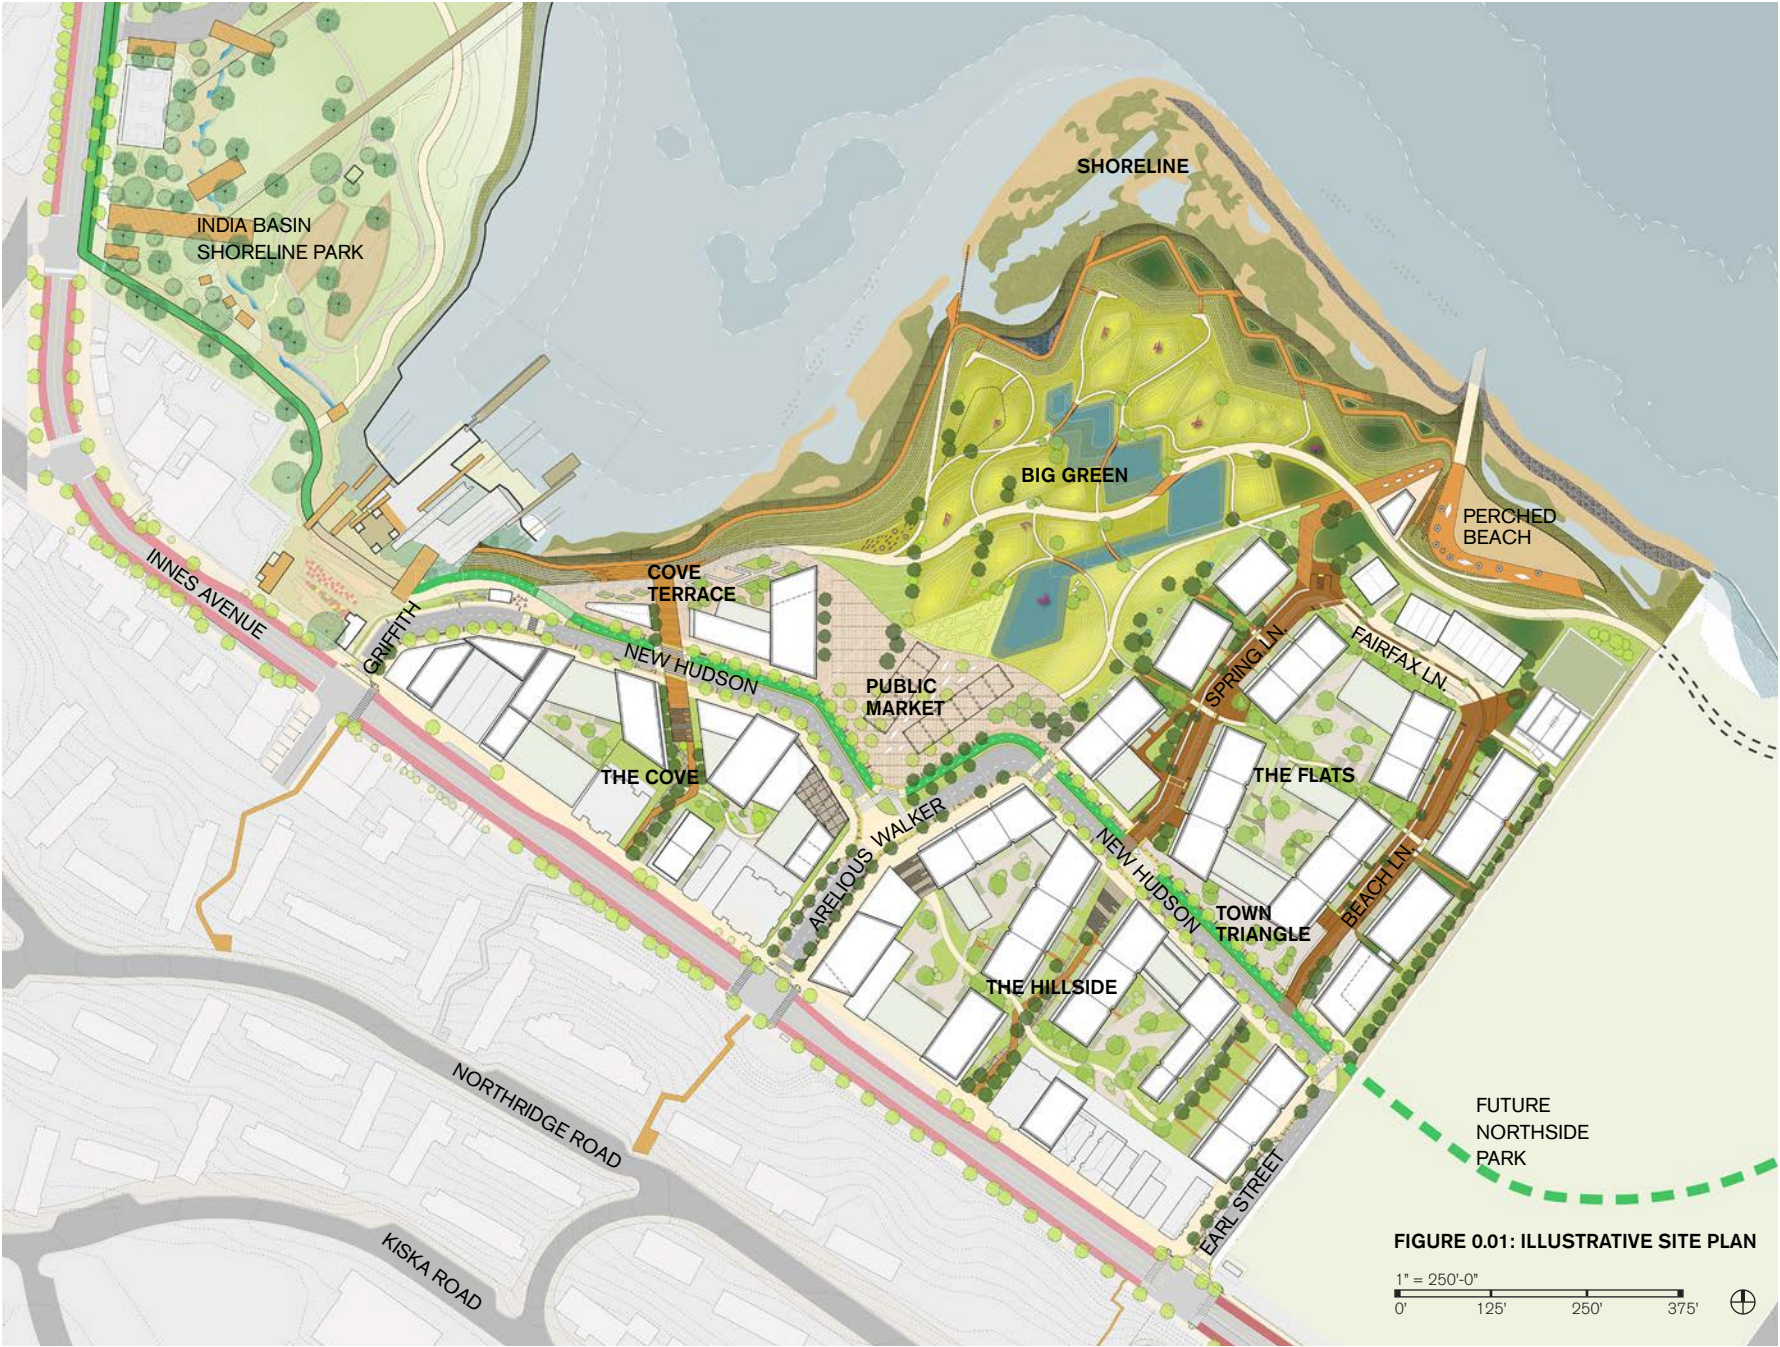 SHORELINE
INDIA BASIN
SHORELINE PARK
BIG GREEN
PERCHED
BEACH
INNES AVENUE
COVE
TERRACE
GRIFFITH
NEW HUDSON
SPRING LN.
FAIRFAX LN.
PUBLIC
MARKET
THE COVE
THE FLATS
ARELIOUS WALKER
NEW HUDSON
BEACH LN.
TOWN
TRIANGLE
THE HILLSIDE
NORTHRIDGE ROAD
FUTURE
NORTHSIDE
PARK
EARL STREET
KISKA ROAD
FIGURE 0.01: ILLUSTRATIVE SITE PLAN
1" = 250'-0"
0' 125' 250' 375'